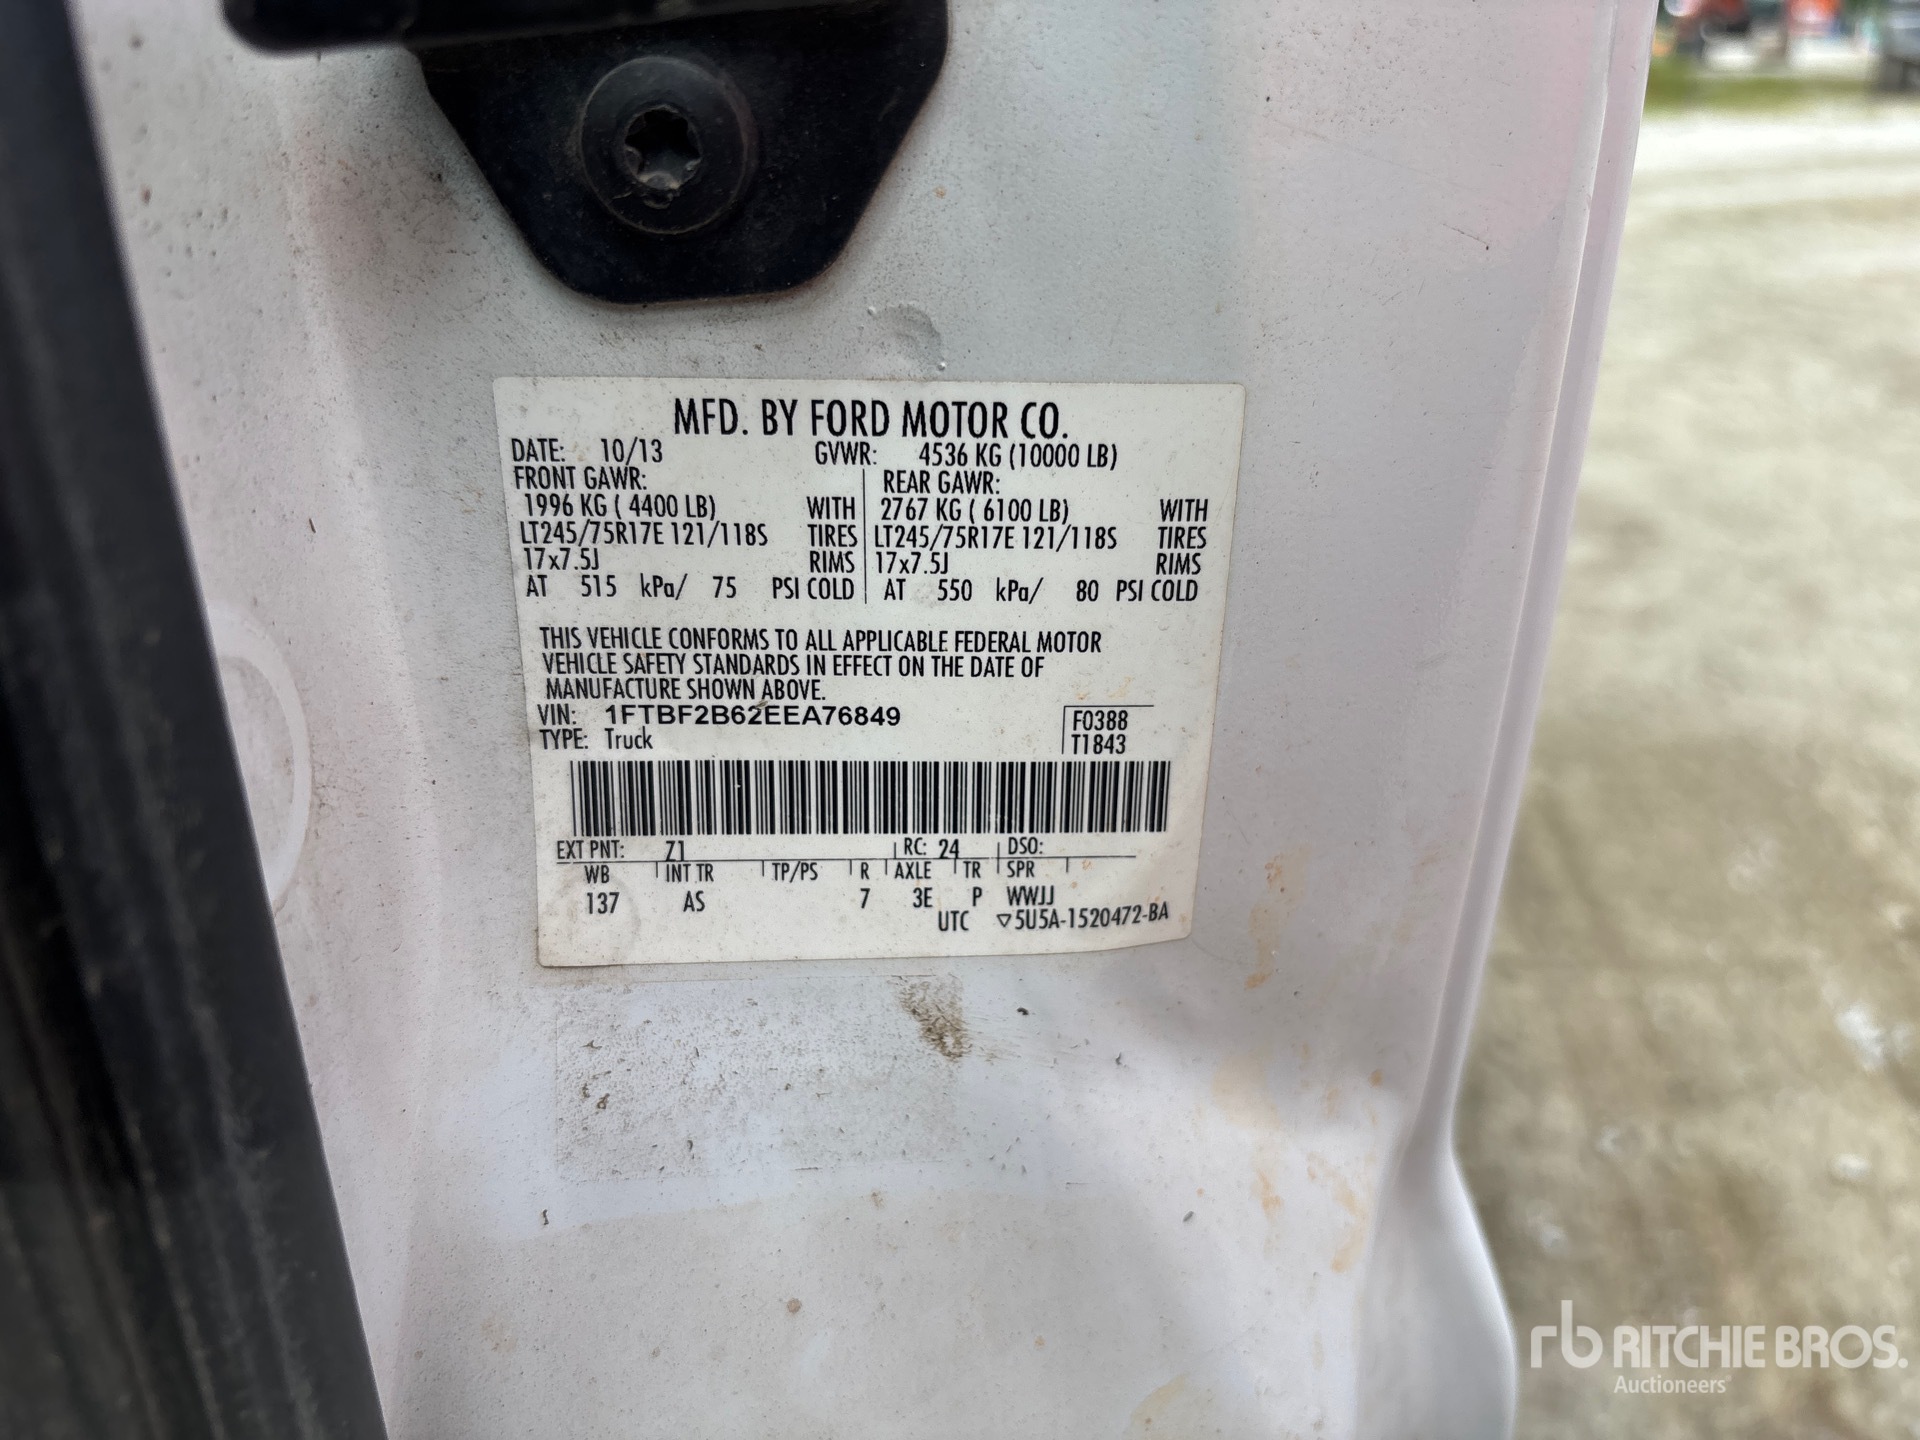 MFD. BY FORD MOTOR CO.
DATE: 10/13 GVWR: 4536 KG (10000 LB)
FRONT GAWR: REAR GAWR:
1996 KG ( 4400 LB) WITH 2767 KG ( 6100 LB) WITH
LT245/75R17E 121/118S TIRES LT245/75R17E 121/118S TIRES
17x7.5J RIMS 17x7.5J RIMS
AT 515 kPa/ 75 PSI COLD AT 550 kPa/ 80 PSI COLD
THIS VEHICLE CONFORMS TO ALL APPLICABLE FEDERAL MOTOR
VEHICLE SAFETY STANDARDS IN EFFECT ON THE DATE OF
MANUFACTURE SHOWN ABOVE.
VIN: 1FTBF2B62EEA76849 F0388
TYPE: Truck T1843
EXT PNT: Z1 RC: 24 DSO:
WB INT TR TP/PS R AXLE TR SPR
137 AS 7 3E P WWJJ
UTC ▽5U5A-1520472-BA
rb RITCHIE BROS.
Auctioneers